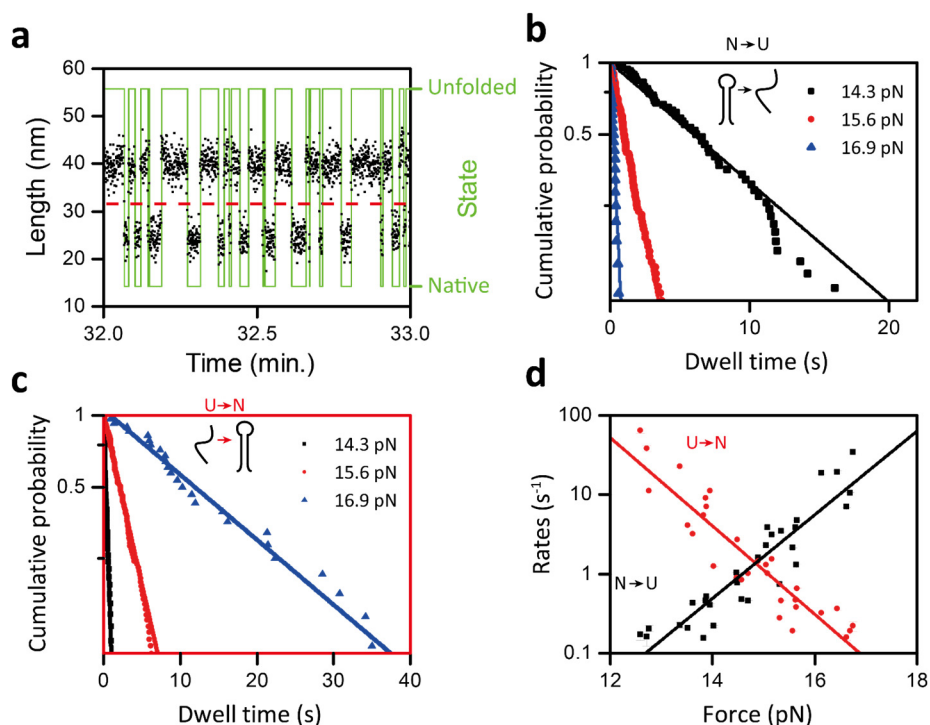 a
60
50
40
30
20
10
Length (nm)
32.0
32.5
33.0
Time (min.)
Unfolded
State
Native
b
N→U
1
0.5
Cumulative probability
14.3 pN
15.6 pN
16.9 pN
0
10
20
Dwell time (s)
c
U→N
1
0.5
Cumulative probability
14.3 pN
15.6 pN
16.9 pN
0
10
20
30
40
Dwell time (s)
d
100
10
1
0.1
Rates (s⁻¹)
U→N
N→U
12
14
16
18
Force (pN)